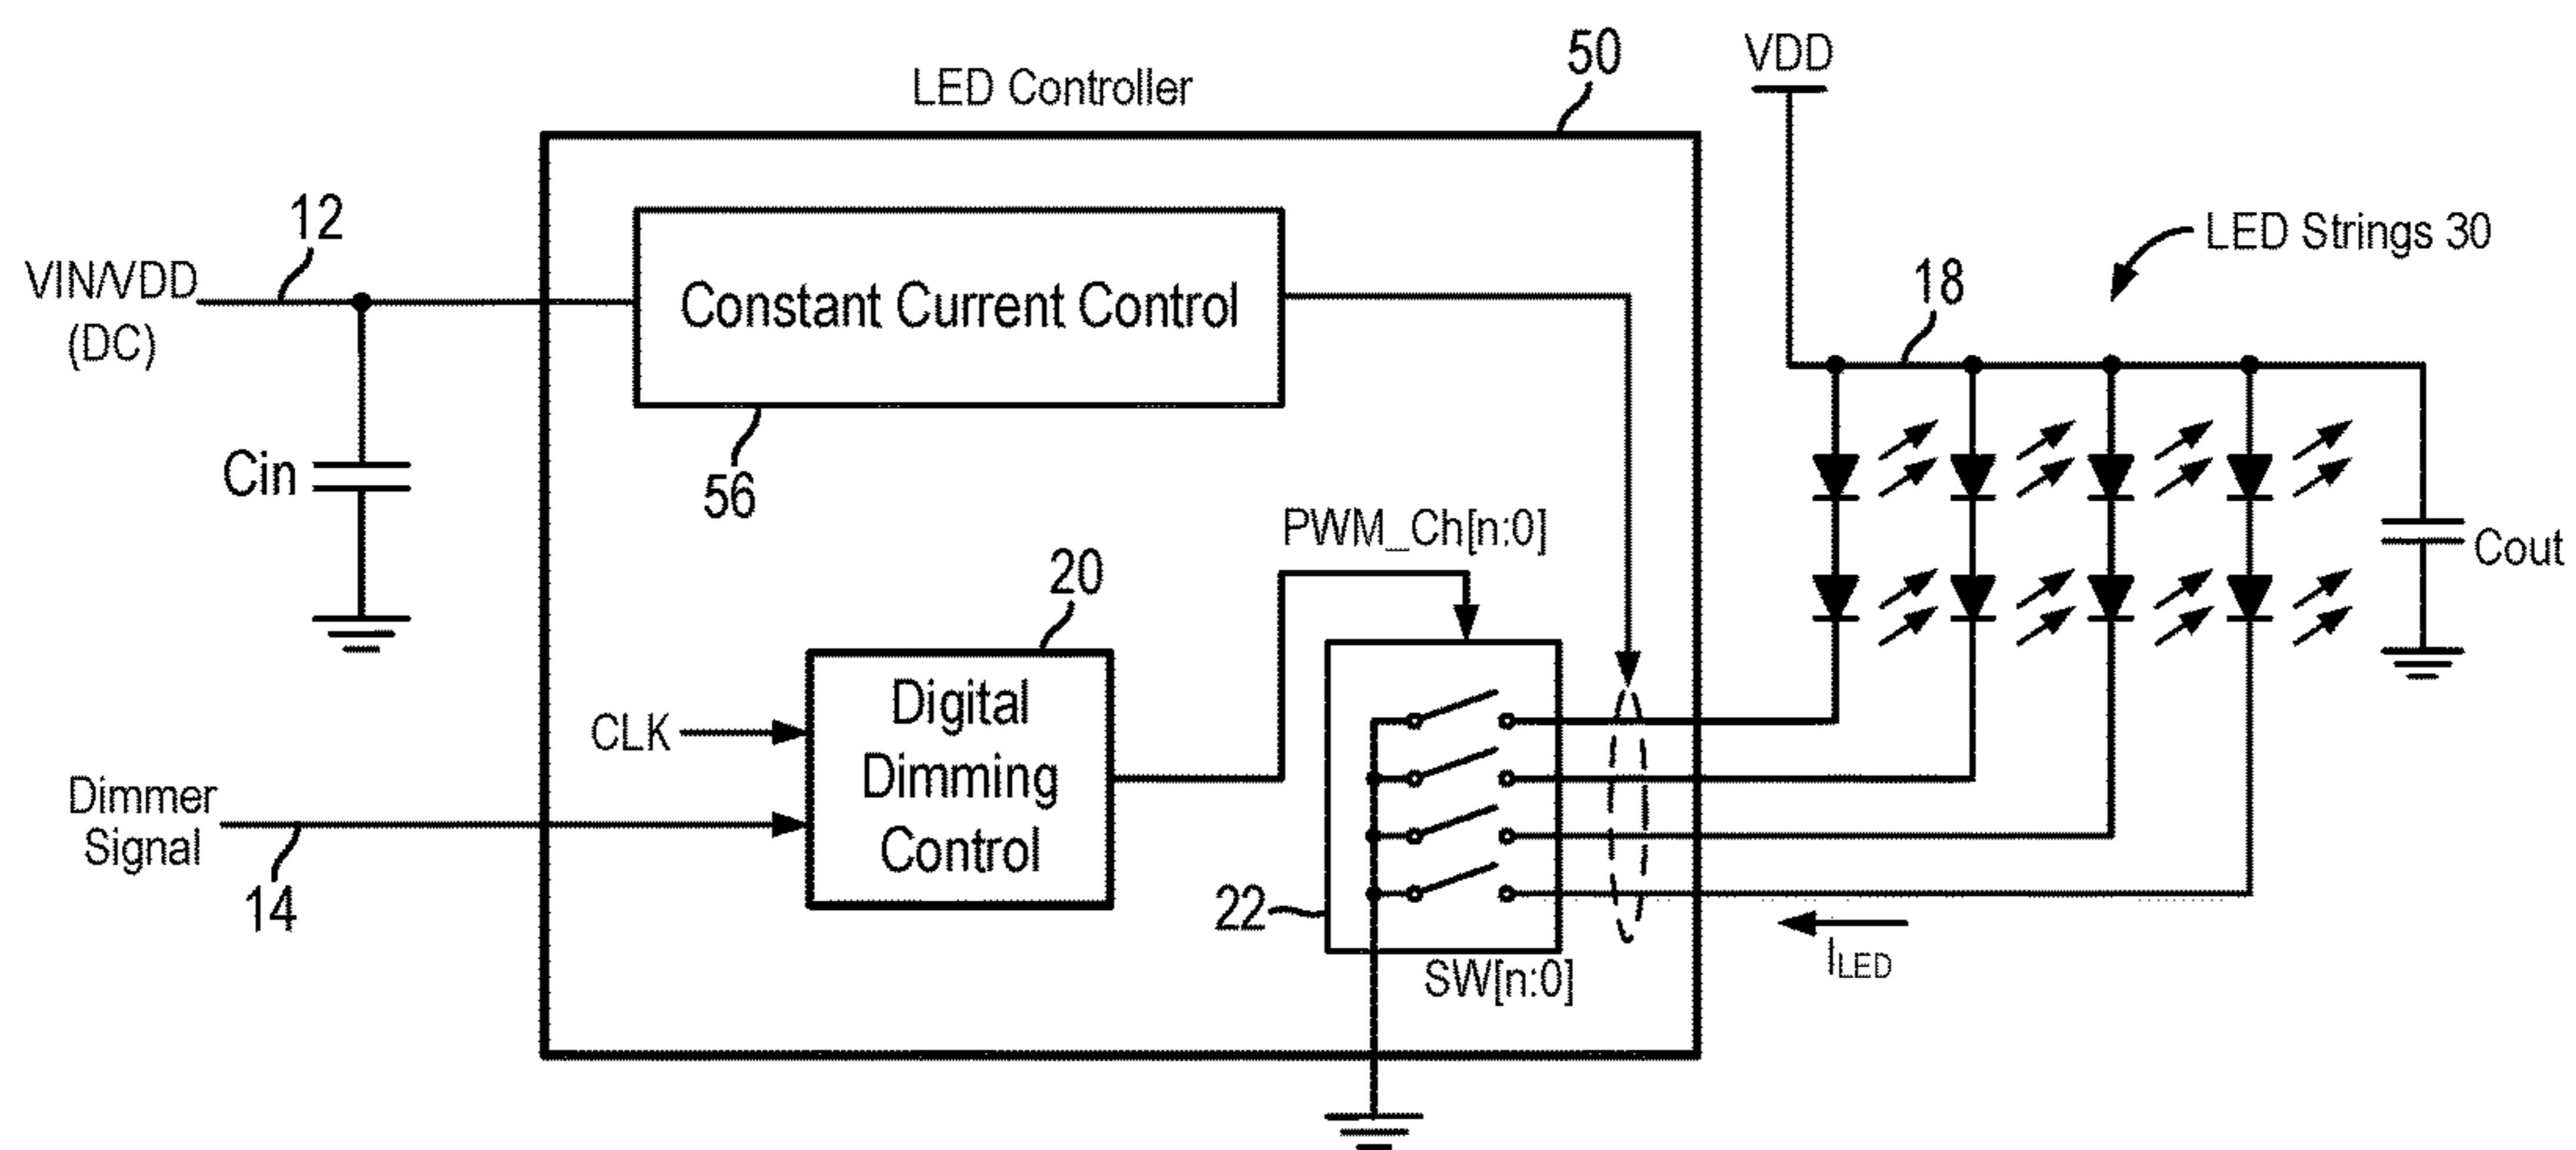 LED Controller
50
VDD
12
VIN/VDD
(DC)
Constant Current Control
LED Strings 30
18
Cin
56
PWM_Ch[n:0]
Cout
20
CLK
Digital
Dimming
Control
Dimmer
Signal
14
22
SW[n:0]
ILED